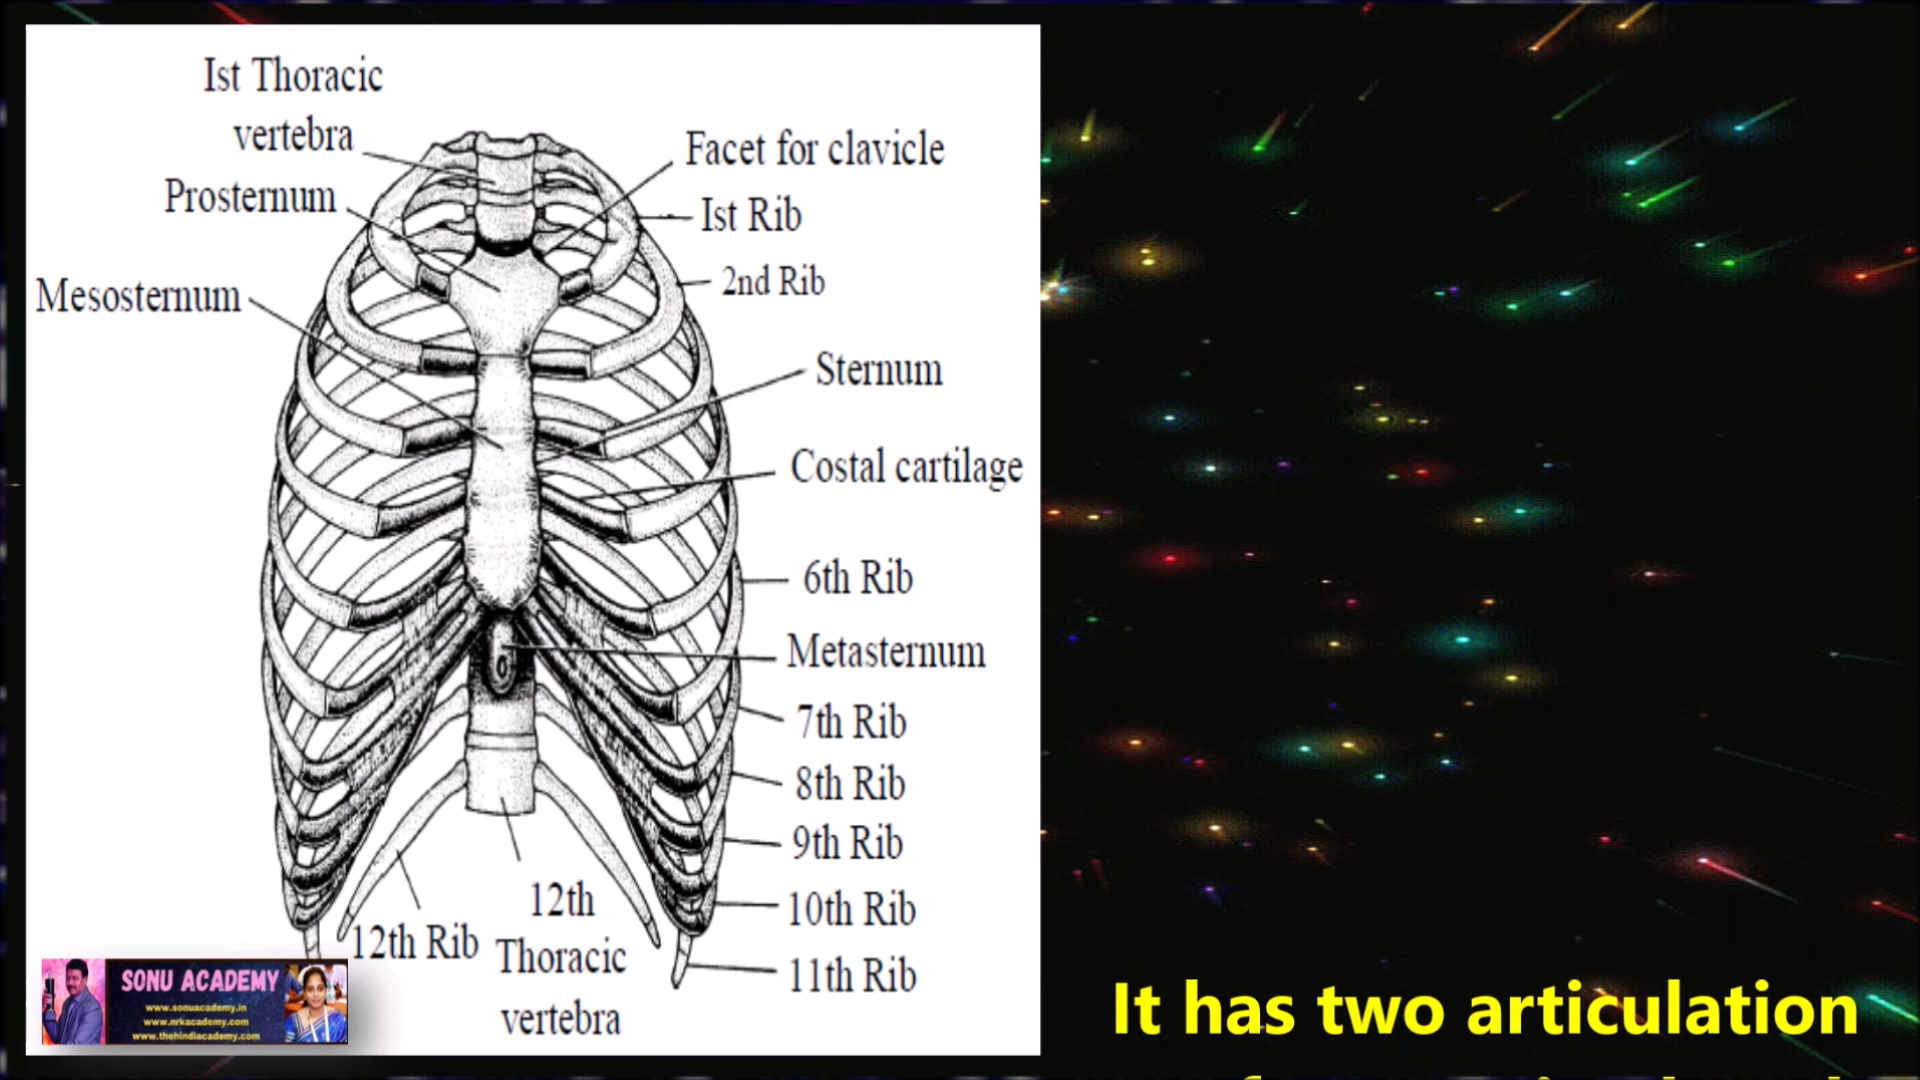 Ist Thoracic
vertebra
Prosternum
Mesosternum
Facet for clavicle
Ist Rib
2nd Rib
Sternum
Costal cartilage
6th Rib
Metasternum
7th Rib
8th Rib
9th Rib
10th Rib
11th Rib
12th Rib
12th
Thoracic
vertebra
SONU ACADEMY
www.sonuacademy.in
www.nrkacademy.com
www.thehindiacademy.com
It has two articulation